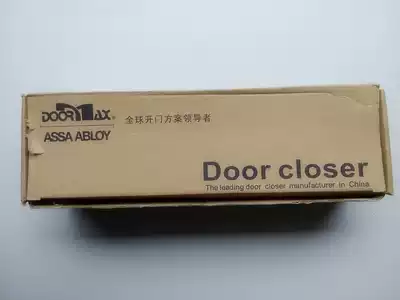 DOORMAX®
ASSA ABLOY
全球开门方案领导者
Door closer
The leading door closer manufacturer in China